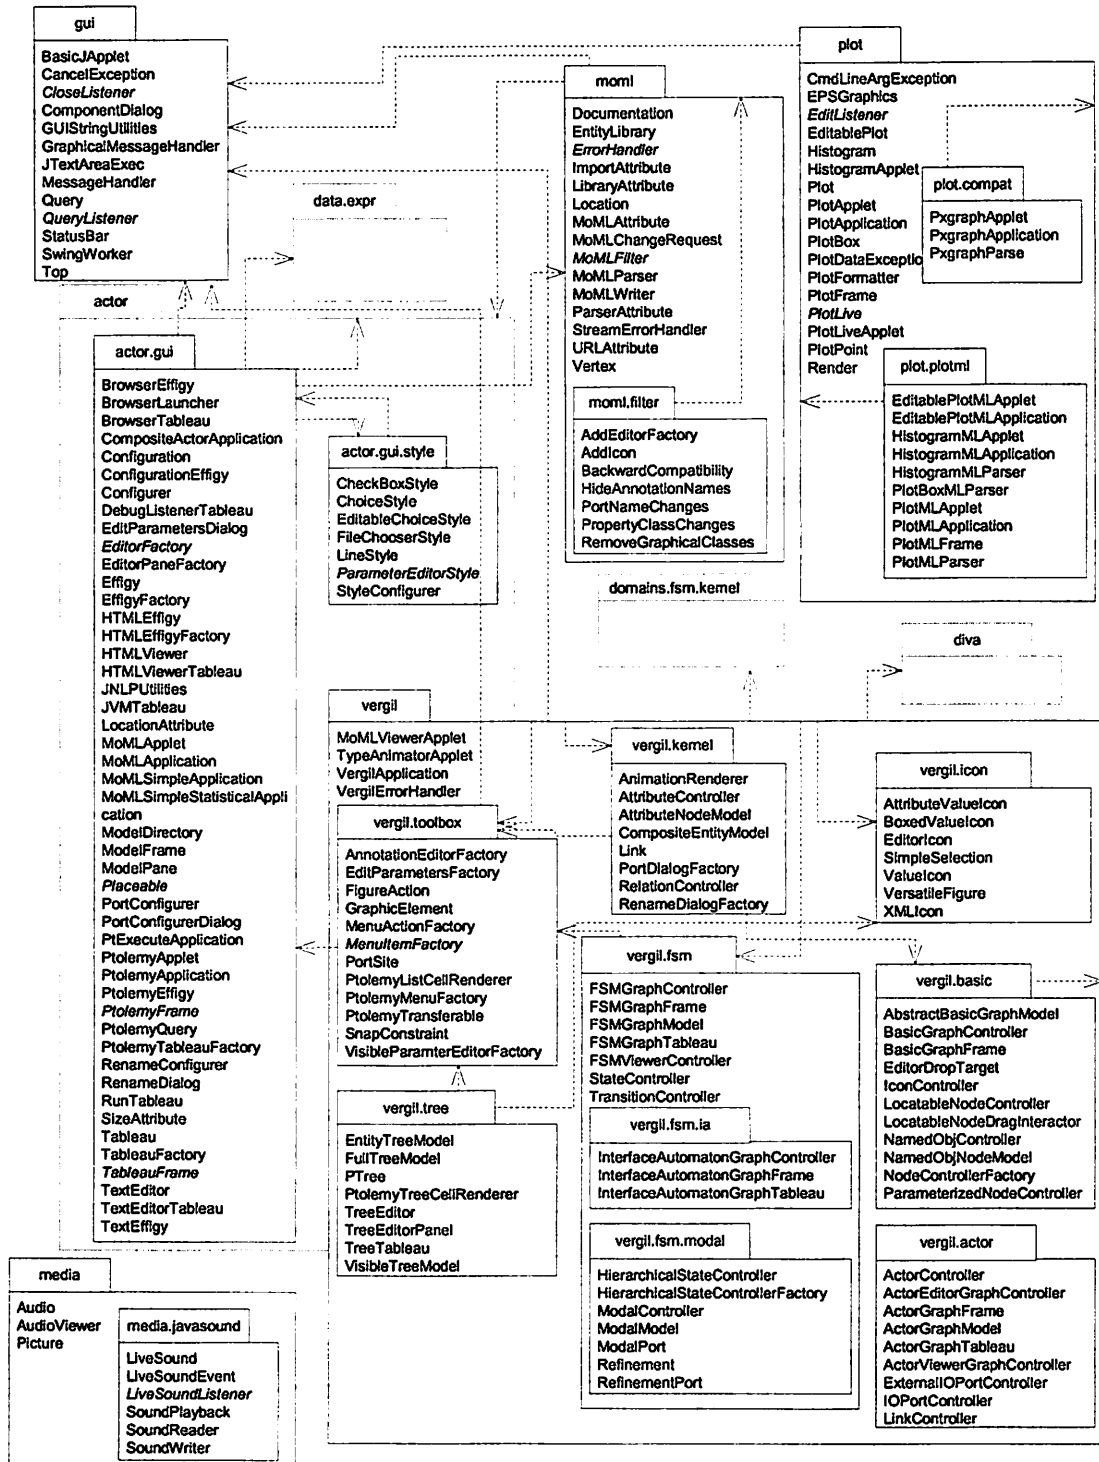 gui
BasicJApplet
CancelException
CloseListener
ComponentDialog
GUIStringUtilities
GraphicalMessageHandler
JTextAreaExec
MessageHandler
Query
QueryListener
StatusBar
SwingWorker
Top
plot
CmdLineArgException
EPSGraphics
EditListener
EditablePlot
Histogram
HistogramApplet
Plot
PlotApplet
PlotApplication
PlotBox
PlotDataExceptio
PlotFormatter
PlotFrame
PlotLive
PlotLiveApplet
PlotPoint
Render
plot.compat
PxgraphApplet
PxgraphApplication
PxgraphParse
plot.plotml
EditablePlotMLApplet
EditablePlotMLApplication
HistogramMLApplet
HistogramMLApplication
HistogramMLParser
PlotBoxMLParser
PlotMLApplet
PlotMLApplication
PlotMLFrame
PlotMLParser
moml
Documentation
EntityLibrary
ErrorHandler
ImportAttribute
LibraryAttribute
Location
MoMLAttribute
MoMLChangeRequest
MoMLFilter
MoMLParser
MoMLWriter
ParserAttribute
StreamErrorHandler
URLAttribute
Vertex
moml.filter
AddEditorFactory
AddIcon
BackwardCompatibility
HideAnnotationNames
PortNameChanges
PropertyClassChanges
RemoveGraphicalClasses
data.expr
actor
actor.gui
BrowserEffigy
BrowserLauncher
BrowserTableau
CompositeActorApplication
Configuration
ConfigurationEffigy
Configurer
DebugListenerTableau
EditParametersDialog
EditorFactory
EditorPaneFactory
Effigy
EffigyFactory
HTMLEffigy
HTMLEffigyFactory
HTMLViewer
HTMLViewerTableau
JNLPUtilities
JVMTableau
LocationAttribute
MoMLApplet
MoMLApplication
MoMLSimpleApplication
MoMLSimpleStatisticalAppli
cation
ModelDirectory
ModelFrame
ModelPane
Placeable
PortConfigurer
PortConfigurerDialog
PtExecuteApplication
PtolemyApplet
PtolemyApplication
PtolemyEffigy
PtolemyFrame
PtolemyQuery
PtolemyTableauFactory
RenameConfigurer
RenameDialog
RunTableau
SizeAttribute
Tableau
TableauFactory
TableauFrame
TextEditor
TextEditorTableau
TextEffigy
actor.gui.style
CheckBoxStyle
ChoiceStyle
EditableChoiceStyle
FileChooserStyle
LineStyle
ParameterEditorStyle
StyleConfigurer
domains.fsm.kernel
diva
vergil
MoMLViewerApplet
TypeAnimatorApplet
VergilApplication
VergilErrorHandler
vergil.kernel
AnimationRenderer
AttributeController
AttributeNodeModel
CompositeEntityModel
Link
PortDialogFactory
RelationController
RenameDialogFactory
vergil.icon
AttributeValueIcon
BoxedValueIcon
EditorIcon
SimpleSelection
ValueIcon
VersatileFigure
XMLIcon
vergil.toolbox
AnnotationEditorFactory
EditParametersFactory
FigureAction
GraphicElement
MenuActionFactory
MenuItemFactory
PortSite
PtolemyListCellRenderer
PtolemyMenuFactory
PtolemyTransferable
SnapConstraint
VisibleParamterEditorFactory
vergil.fsm
FSMGraphController
FSMGraphFrame
FSMGraphModel
FSMGraphTableau
FSMViewerController
StateController
TransitionController
vergil.fsm.ia
InterfaceAutomatonGraphController
InterfaceAutomatonGraphFrame
InterfaceAutomatonGraphTableau
vergil.fsm.modal
HierarchicalStateController
HierarchicalStateControllerFactory
ModalController
ModalModel
ModalPort
Refinement
RefinementPort
vergil.basic
AbstractBasicGraphModel
BasicGraphController
BasicGraphFrame
EditorDropTarget
IconController
LocatableNodeController
LocatableNodeDragInteractor
NamedObjController
NamedObjNodeModel
NodeControllerFactory
ParameterizedNodeController
vergil.tree
EntityTreeModel
FullTreeModel
PTree
PtolemyTreeCellRenderer
TreeEditor
TreeEditorPanel
TreeTableau
VisibleTreeModel
vergil.actor
ActorController
ActorEditorGraphController
ActorGraphFrame
ActorGraphModel
ActorGraphTableau
ActorViewerGraphController
ExternalIOPortController
IOPortController
LinkController
media
Audio
AudioViewer
Picture
media.javasound
LiveSound
LiveSoundEvent
LiveSoundListener
SoundPlayback
SoundReader
SoundWriter